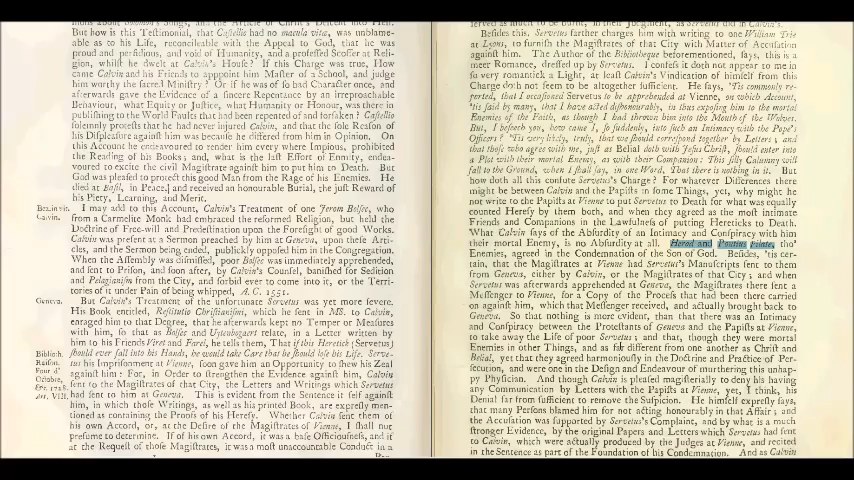 But how is this Testimonial, that Castellio had no macula vitæ, was unblame-
able as to his Life, reconcileable with the Appeal to God, that he was
proud and perfidious, and void of Humanity, and a professed Scoffer at Reli-
gion, whilst he dwelt at Calvin's House? If this Charge was true, How
came Calvin and his Friends to appoint him Master of a School, and judge
him worthy the sacred Ministry? Or if he was of so bad Character once, and
afterwards gave the Evidence of a sincere Repentance by an irreproachable
Behaviour, what Equity or Justice, what Humanity or Honour, was there in
publishing to the World Faults that had been repented of and forsaken? Castellio
solemnly protests that he had never injured Calvin, and that the sole Reason of
his Displeasure against him was because he differed from him in Opinion. On
this Account he endeavoured to render him every where Impious, prohibited
the Reading of his Books; and, what is the last Effort of Enmity, endea-
voured to excite the civil Magistrate against him to put him to Death. But
God was pleased to protect this good Man from the Rage of his Enemies. He
died at Basil, in Peace, and received an honourable Burial, the just Reward of
his Piety, Learning, and Merit.
Bez. in vit. Calvin.
I may add to this Account, Calvin's Treatment of one Jerom Bolsec, who
from a Carmelite Monk had embraced the reformed Religion, but held the
Doctrine of Free-will and Predestination upon the Foresight of good Works.
Calvin was present at a Sermon preached by him at Geneva, upon these Arti-
cles, and the Sermon being ended, publickly opposed him in the Congregation.
When the Assembly was dismissed, poor Bolsec was immediately apprehended,
and sent to Prison, and soon after, by Calvin's Counsel, banished for Sedition
and Pelagianism from the City, and forbid ever to come into it, or the Terri-
tories of it under Pain of being whipped, A. C. 1551.
Geneva.
But Calvin's Treatment of the unfortunate Servetus was yet more severe.
His Book entitled, Restitutio Christianismi, which he sent in MS. to Calvin,
enraged him to that Degree, that he afterwards kept no Temper or Measures
with him, so that as Bolsec and Uytenbogaert relate, in a Letter written by
him to his Friends Viret and Farel, he tells them, That if this Heretick (Servetus)
should ever fall into his Hands, he would take Care that he should lose his Life. Serve-
tus his Imprisonment at Vienne, soon gave him an Opportunity to shew his Zeal
against him: For, in Order to strengthen the Evidence against him, Calvin
sent to the Magistrates of that City, the Letters and Writings which Servetus
had sent to him at Geneva. This is evident from the Sentence it self against
him, in which those Writings, as well as his printed Book, are expresly men-
tioned as containing the Proofs of his Heresy. Whether Calvin sent them of
his own Accord, or, at the Desire of the Magistrates of Vienne, I shall not
presume to determine. If of his own Accord, it was a base Officiousness, and if
at the Request of those Magistrates, it was a most unaccountable Conduct in a
Besides this, Servetus farther charges him with writing to one William Trie
at Lyons, to furnish the Magistrates of that City with Matter of Accusation
against him. The Author of the Bibliotheque beforementioned, says, this is a
meer Romance, dressed up by Servetus. I confess it doth not appear to me in
so very romantick a Light, at least Calvin's Vindication of himself from this
Charge doth not seem to be altogether sufficient. He says, 'Tis commonly re-
ported, that I occasioned Servetus to be apprehended at Vienne, on which Account,
'tis said by many, that I have acted dishonourably, in thus exposing him to the mortal
Enemies of the Faith, as though I had thrown him into the Mouth of the Wolves.
But, I beseech you, how came I, so suddenly, into such an Intimacy with the Pope's
Officers? 'Tis very likely, truly, that we should correspond together by Letters; and
that those who agree with me, just as Belial doth with Jesus Christ, should enter into
a Plot with their mortal Enemy, as with their Companion: This silly Calumny will
fall to the Ground, when I shall say, in one Word, That there is nothing in it. But
how doth all this confute Servetus's Charge? For whatever Differences there
might be between Calvin and the Papists in some Things, yet, why might he
not write to the Papists at Vienne to put Servetus to Death for what was equally
counted Heresy by them both, and when they agreed as the most intimate
Friends and Companions in the Lawfulness of putting Hereticks to Death.
What Calvin says of the Absurdity of an Intimacy and Conspiracy with him
their mortal Enemy, is no Absurdity at all. Herod and Pontius Pilate, tho'
Enemies, agreed in the Condemnation of the Son of God. Besides, 'tis cer-
tain, that the Magistrates at Vienne had Servetus's Manuscripts sent to them
from Geneva, either by Calvin, or the Magistrates of that City; and when
Servetus was afterwards apprehended at Geneva, the Magistrates there sent a
Messenger to Vienne, for a Copy of the Process that had been there carried
on against him, which that Messenger received, and actually brought back to
Geneva. So that nothing is more evident, than that there was an Intimacy
and Conspiracy between the Protestants of Geneva and the Papists at Vienne,
to take away the Life of poor Servetus; and that, though they were mortal
Enemies in other Things, and as far different from one another as Christ and
Belial, yet that they agreed harmoniously in the Doctrine and Practice of Per-
secution, and were one in the Design and Endeavour of murthering this unhap-
py Physician. And though Calvin is pleased magisterially to deny his having
any Communication by Letters with the Papists at Vienne, yet, I think, his
Denial far from sufficient to remove the Suspicion. He himself expresly says,
that many Persons blamed him for not acting honourably in that Affair; and the
Accusation was supported by Servetus's Complaint, and by what is a much
stronger Evidence, by the original Papers and Letters which Servetus had sent
to Calvin, which were actually produced by the Judges at Vienne, and recited
in the Sentence as part of the Foundation of his Condemnation. And as Calvin